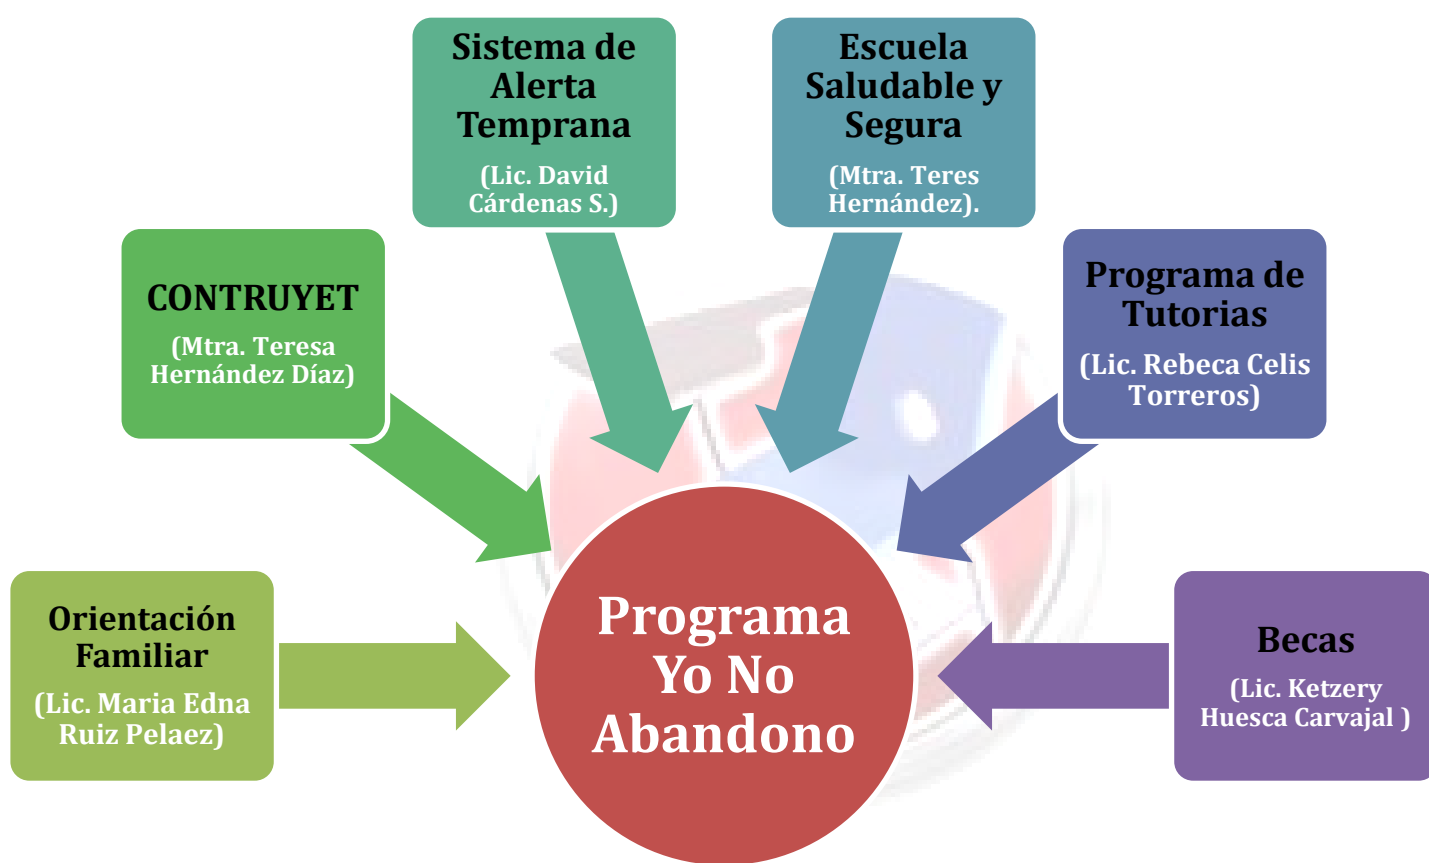 Sistema de
Alerta
Temprana
(Lic. David
Cárdenas S.)
Escuela
Saludable y
Segura
(Mtra. Teres
Hernández).
CONTRUYET
(Mtra. Teresa
Hernández Díaz)
Programa de
Tutorias
(Lic. Rebeca Celis
Torreros)
Orientación
Familiar
(Lic. Maria Edna
Ruiz Pelaez)
Programa
Yo No
Abandono
Becas
(Lic. Ketzery
Huesca Carvajal )